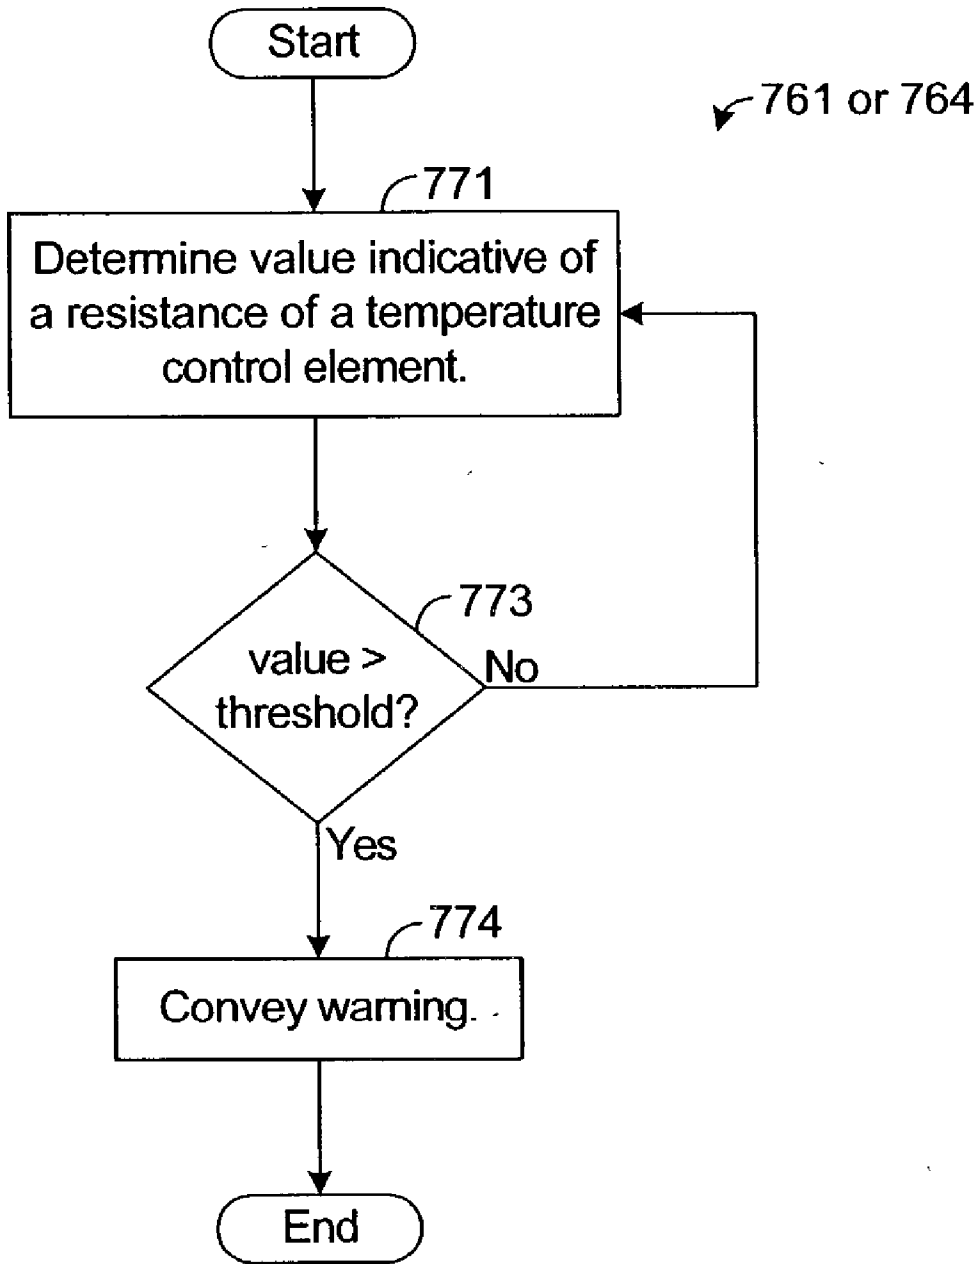 Start
761 or 764
771
Determine value indicative of
a resistance of a temperature
control element.
773
value >
threshold?
No
Yes
774
Convey warning.
End